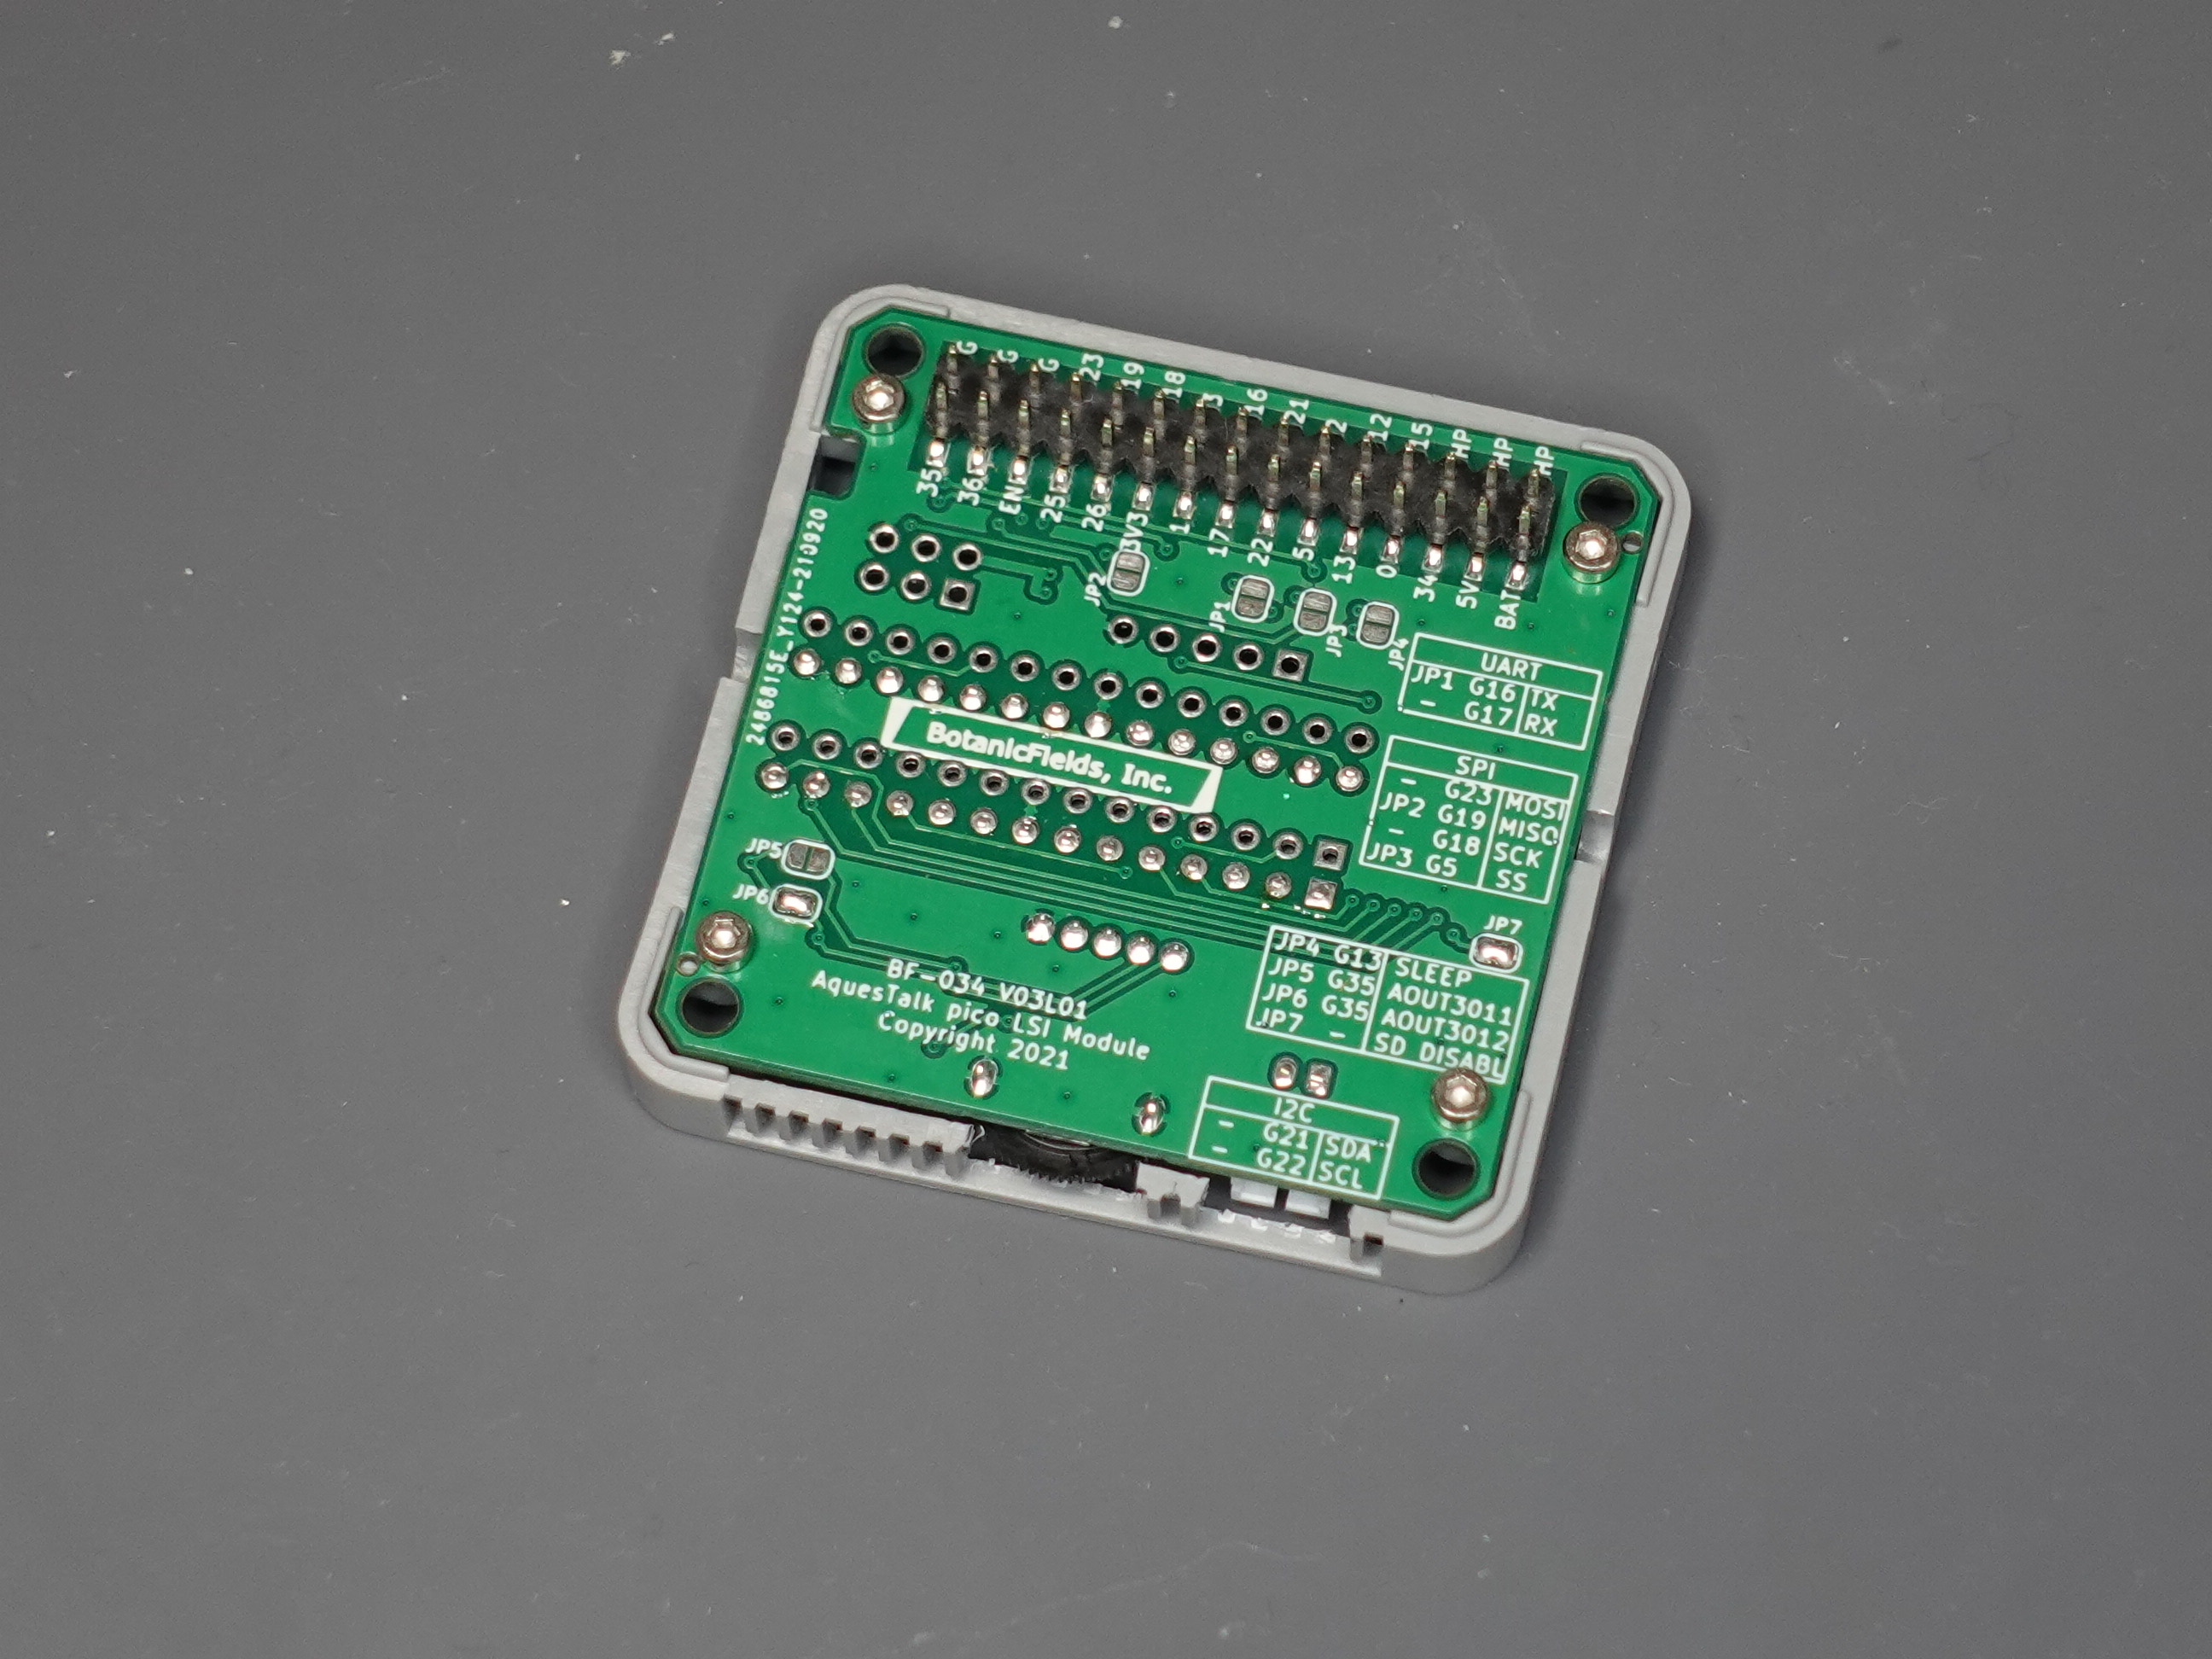 G G G 23 19 18 3 16 21 2 12 15 HP HP HP
35 36 EN 25 26 3V3 1 17 22 5 13 0 34 5V BAT
JP2 JP1 JP3 JP4
2486815E_Y124-210920
UART
JP1 G16 TX
- G17 RX
BotanicFields, Inc.
SPI
- G23 MOSI
JP2 G19 MISO
- G18 SCK
JP3 G5 SS
JP5
JP6
JP7
JP4 G13 SLEEP
JP5 G35 AOUT3011
JP6 G35 AOUT3012
JP7 - SD DISABL
BF-034 V03L01
AquesTalk pico LSI Module
Copyright 2021
I2C
- G21 SDA
- G22 SCL